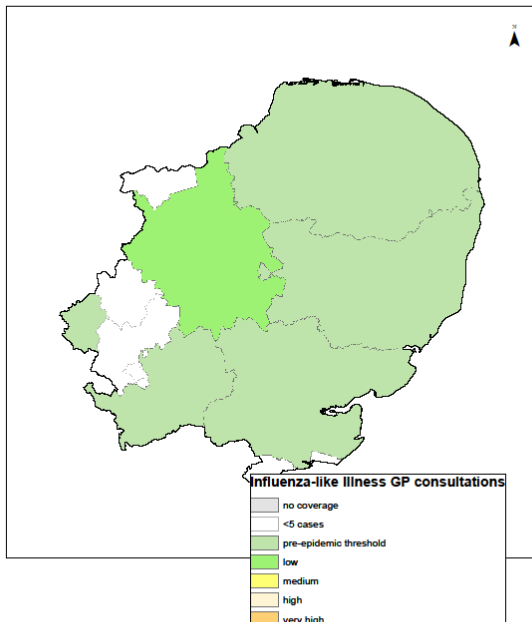 N
Influenza-like Illness GP consultations
no coverage
<5 cases
pre-epidemic threshold
low
medium
high
very high